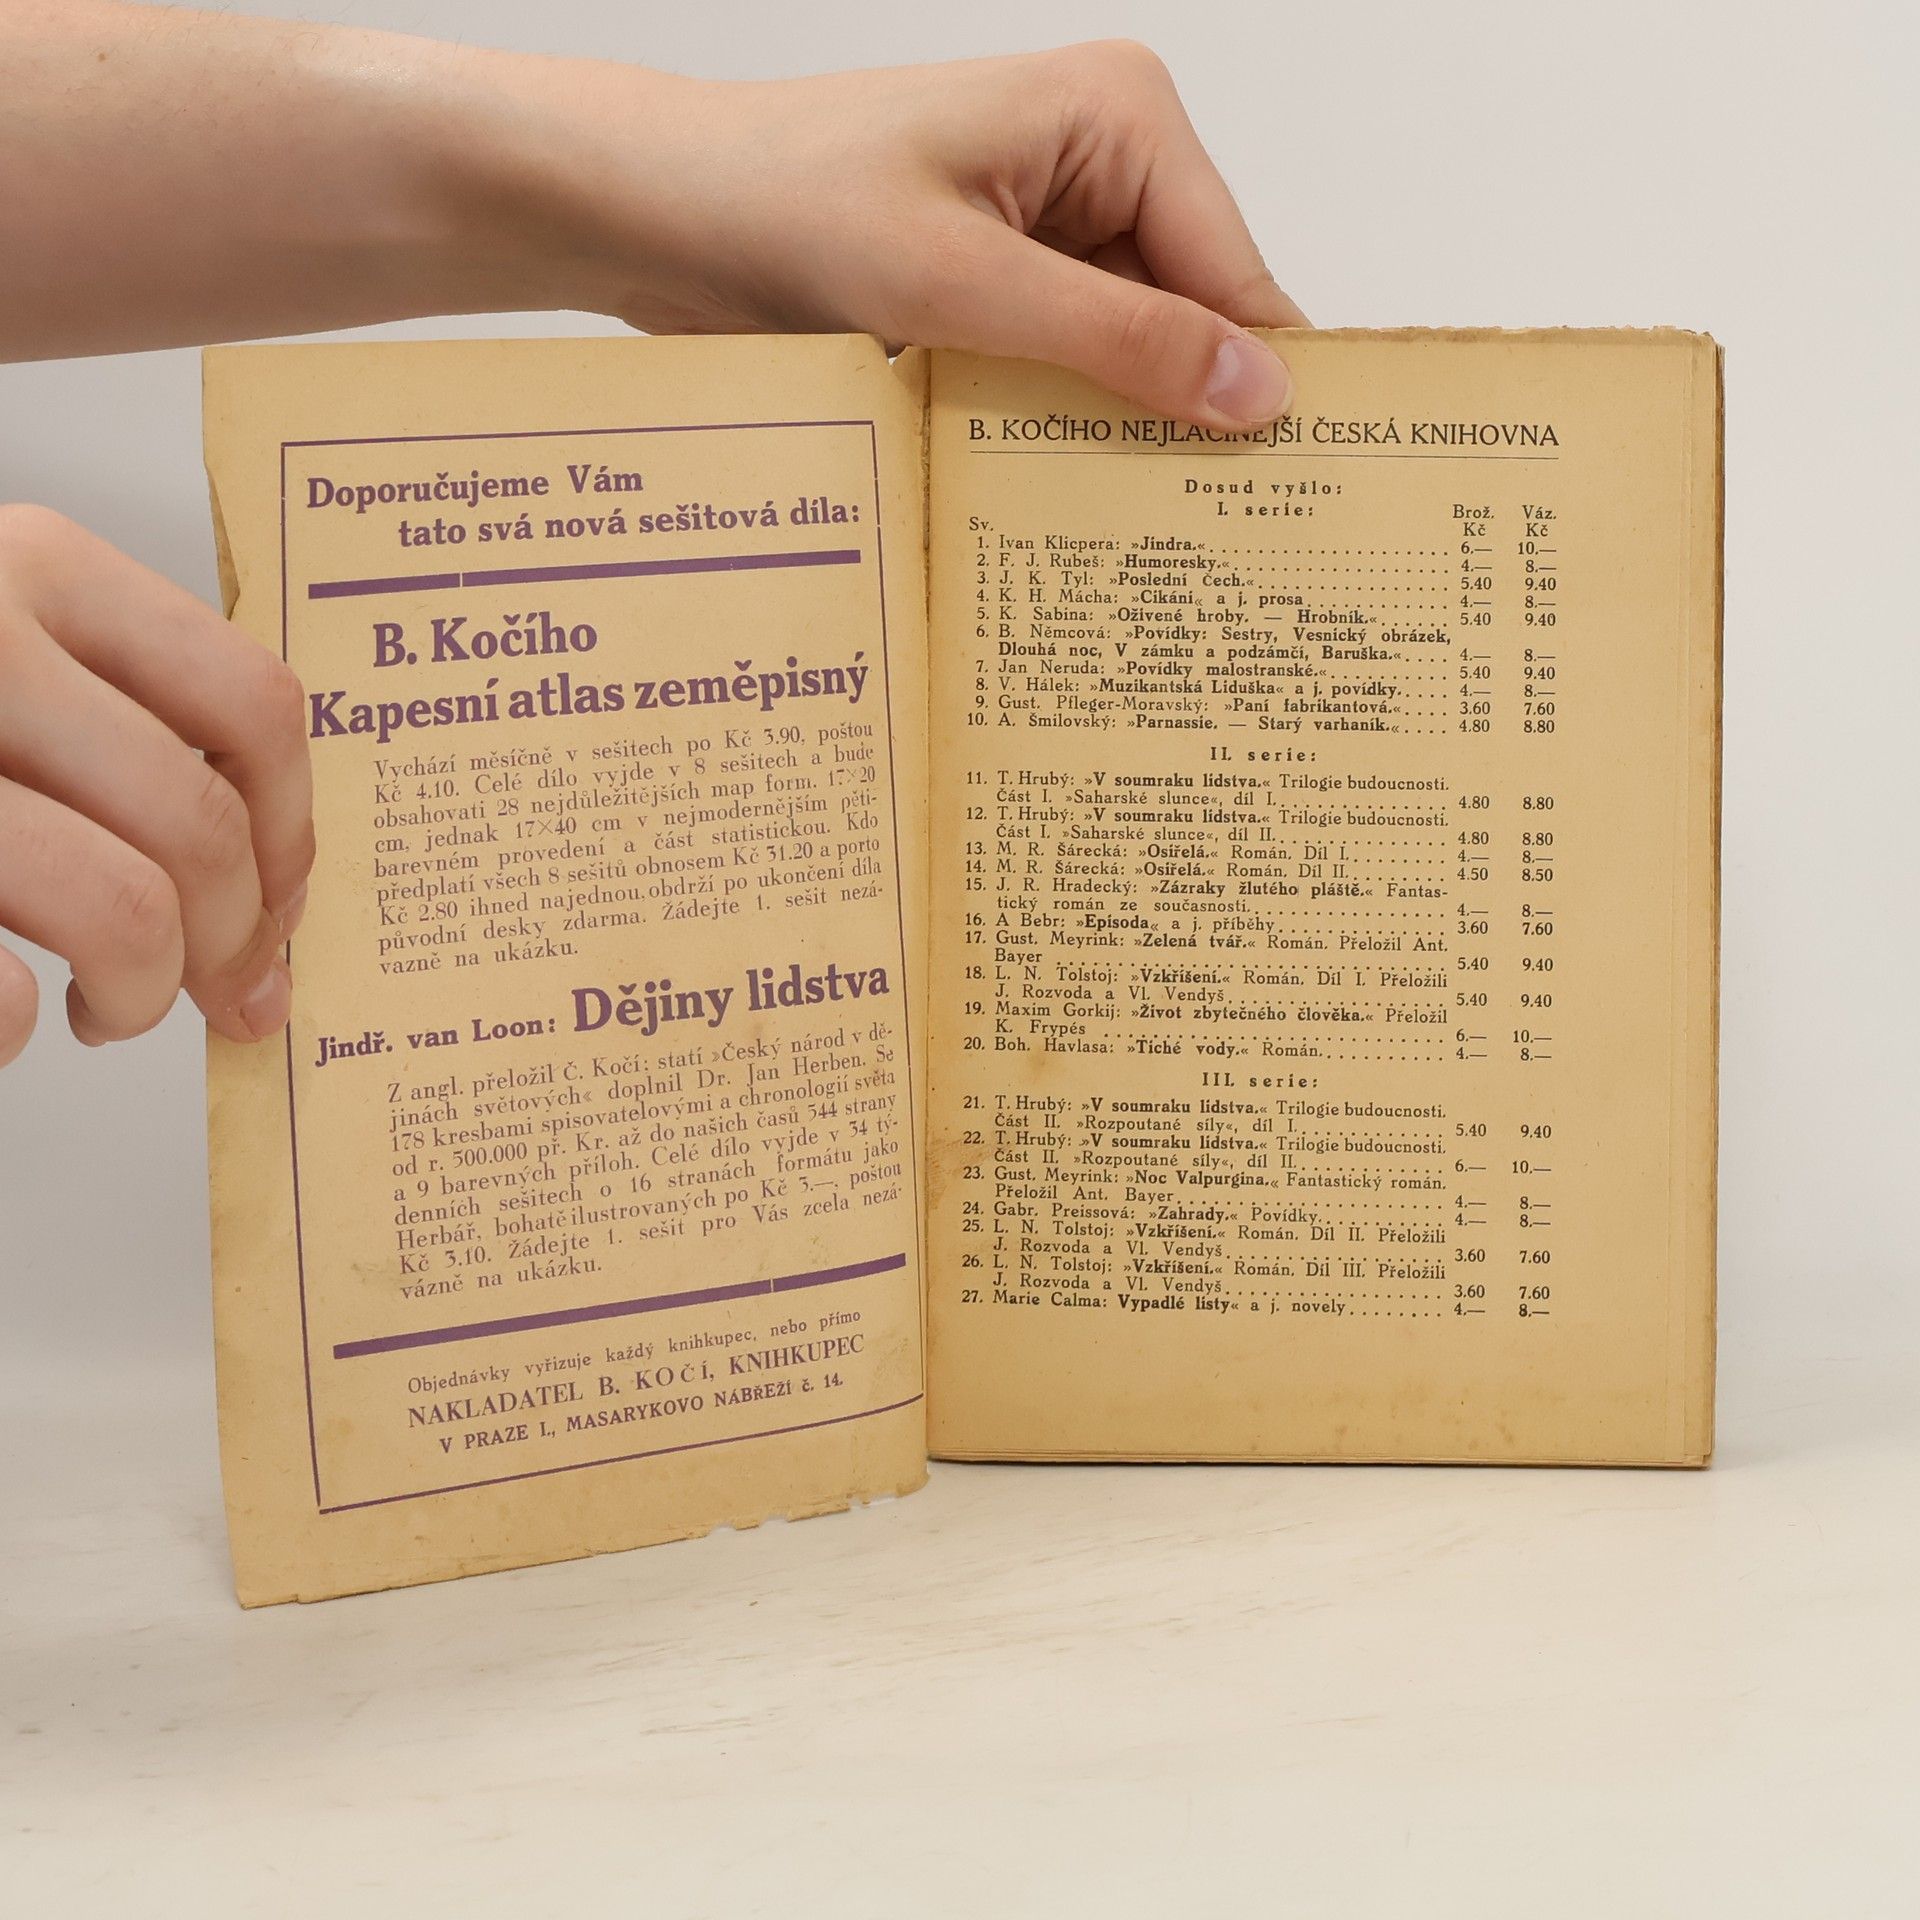 Doporučujeme Vám
tato svá nová sešitová díla:
B. Kočího
Kapesní atlas zeměpisný
Vychází měsíčně v sešitech po Kč 3.90, poštou
Kč 4.10. Celé dílo vyjde v 8 sešitech a bude
obsahovati 28 nejdůležitějších map form. 17×20
cm, jednak 17×40 cm v nejmodernějším pěti-
barevném provedení a část statistickou. Kdo
předplatí všech 8 sešitů obnosem Kč 31.20 a porto
Kč 2.80 ihned najednou, obdrží po ukončení díla
původní desky zdarma. Žádejte 1. sešit nezá-
vazně na ukázku.
Jindř. van Loon: Dějiny lidstva
Z angl. přeložil Č. Kočí: statí »Český národ v dě-
jinách světových« doplnil Dr. Jan Herben. Se
178 kresbami spisovatelovými a chronologií světa
od r. 500.000 př. Kr. až do našich časů 544 strany
a 9 barevných příloh. Celé dílo vyjde v 34 tý-
denních sešitech o 16 stranách formátu jako
Herbář, bohatě ilustrovaných po Kč 3.—, poštou
Kč 3.10. Žádejte 1. sešit pro Vás zcela nezá-
vázně na ukázku.
Objednávky vyřizuje každý knihkupec, nebo přímo
NAKLADATEL B. KOČÍ, KNIHKUPEC
V PRAZE I., MASARYKOVO NÁBŘEŽÍ č. 14.
B. KOČÍHO NEJLACINĚJŠÍ ČESKÁ KNIHOVNA
Dosud vyšlo:
I. serie: Brož. Váz.
Sv. Kč Kč
1. Ivan Klicpera: »Jindra.« . . . . . . . . . . . . . . . . . . . . 6.— 10.—
2. F. J. Rubeš: »Humoresky.« . . . . . . . . . . . . . . . . . . 4.— 8.—
3. J. K. Tyl: »Poslední Čech.« . . . . . . . . . . . . . . . . 5.40 9.40
4. K. H. Mácha: »Cikáni« a j. prosa . . . . . . . . . . . . 4.— 8.—
5. K. Sabina: »Oživené hroby. — Hrobník.« . . . . . . 5.40 9.40
6. B. Němcová: »Povídky: Sestry, Vesnický obrázek,
Dlouhá noc, V zámku a podzámčí, Baruška.« . . . . 4.— 8.—
7. Jan Neruda: »Povídky malostranské.« . . . . . . . . . . 5.40 9.40
8. V. Hálek: »Muzikantská Liduška« a j. povídky. . . . . 4.— 8.—
9. Gust. Pfleger-Moravský: »Paní fabrikantová.« . . . . 3.60 7.60
10. A. Šmilovský: »Parnassie. — Starý varhaník.« . . . . 4.80 8.80
II. serie:
11. T. Hrubý: »V soumraku lidstva.« Trilogie budoucnosti.
Část I. »Saharské slunce«, díl I. . . . . . . . . . . . . . 4.80 8.80
12. T. Hrubý: »V soumraku lidstva.« Trilogie budoucnosti.
Část I. »Saharské slunce«, díl II. . . . . . . . . . . . . . 4.80 8.80
13. M. R. Šárecká: »Osiřelá.« Román. Díl I. . . . . . . . . 4.— 8.—
14. M. R. Šárecká: »Osiřelá.« Román. Díl II. . . . . . . . . 4.50 8.50
15. J. R. Hradecký: »Zázraky žlutého pláště.« Fantas-
tický román ze současnosti. . . . . . . . . . . . . . . . 4.— 8.—
16. A Bebr: »Episoda« a j. příběhy . . . . . . . . . . . . . . 3.60 7.60
17. Gust. Meyrink: »Zelená tvář.« Román. Přeložil Ant.
Bayer . . . . . . . . . . . . . . . . . . . . . . . . . . . . . . 5.40 9.40
18. L. N. Tolstoj: »Vzkříšení.« Román. Díl I. Přeložili
J. Rozvoda a Vl. Vendyš . . . . . . . . . . . . . . . . . . 5.40 9.40
19. Maxim Gorkij: »Život zbytečného člověka.« Přeložil
K. Frypés . . . . . . . . . . . . . . . . . . . . . . . . . . . 6.— 10.—
20. Boh. Havlasa: »Tiché vody.« Román. . . . . . . . . . . 4.— 8.—
III. serie:
21. T. Hrubý: »V soumraku lidstva.« Trilogie budoucnosti.
Část II. »Rozpoutané síly«, díl I. . . . . . . . . . . . . 5.40 9.40
22. T. Hrubý: »V soumraku lidstva.« Trilogie budoucnosti.
Část II. »Rozpoutané síly«, díl II. . . . . . . . . . . . . 6.— 10.—
23. Gust. Meyrink: »Noc Valpurgina.« Fantastický román.
Přeložil Ant. Bayer . . . . . . . . . . . . . . . . . . . . . 4.— 8.—
24. Gabr. Preissová: »Zahrady.« Povídky. . . . . . . . . . . 4.— 8.—
25. L. N. Tolstoj: »Vzkříšení.« Román. Díl II. Přeložili
J. Rozvoda a Vl. Vendyš . . . . . . . . . . . . . . . . . . 3.60 7.60
26. L. N. Tolstoj: »Vzkříšení.« Román. Díl III. Přeložili
J. Rozvoda a Vl. Vendyš . . . . . . . . . . . . . . . . . . 3.60 7.60
27. Marie Calma: Vypadlé listy« a j. novely . . . . . . . . 4.— 8.—